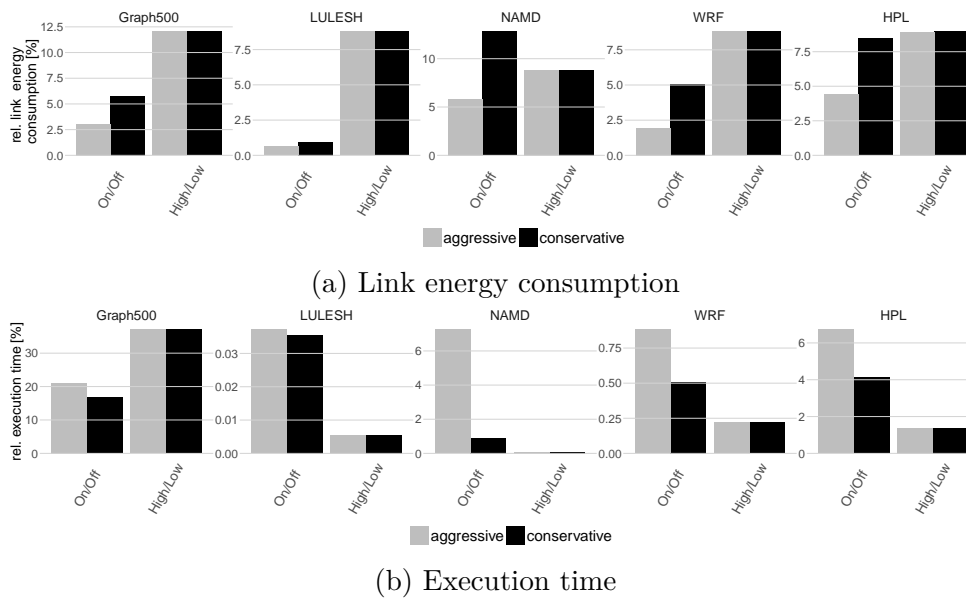 Graph500 LULESH NAMD WRF HPL
rel. link energy
consumption [%]
12.5 10.0 7.5 5.0 2.5 0.0
7.5 5.0 2.5 0.0
10 5 0
7.5 5.0 2.5 0.0
7.5 5.0 2.5 0.0
On/Off High/Low On/Off High/Low On/Off High/Low On/Off High/Low On/Off High/Low
aggressive conservative
(a) Link energy consumption
Graph500 LULESH NAMD WRF HPL
rel. execution time [%]
30 20 10 0
0.03 0.02 0.01 0.00
6 4 2 0
0.75 0.50 0.25 0.00
6 4 2 0
On/Off High/Low On/Off High/Low On/Off High/Low On/Off High/Low On/Off High/Low
aggressive conservative
(b) Execution time